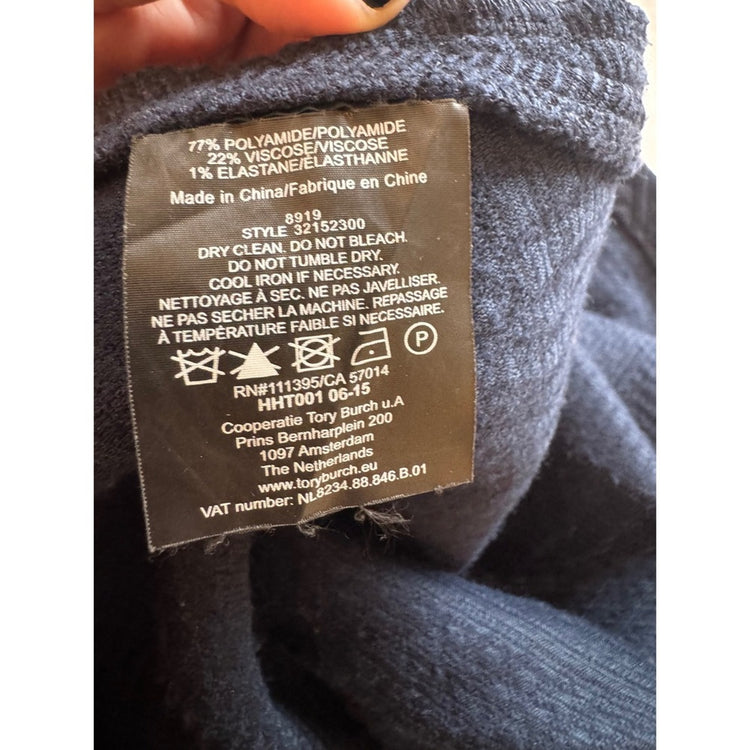 77% POLYAMIDE/POLYAMIDE
22% VISCOSE/VISCOSE
1% ELASTANE/ÉLASTHANNE
Made in China/Fabrique en Chine
8919
STYLE 32152300
DRY CLEAN. DO NOT BLEACH.
DO NOT TUMBLE DRY.
COOL IRON IF NECESSARY.
NETTOYAGE À SEC. NE PAS JAVELLISER.
NE PAS SECHER LA MACHINE. REPASSAGE
À TEMPÉRATURE FAIBLE SI NECESSAIRE.
P
RN#111395/CA 57014
HHT001 06-15
Cooperatie Tory Burch u.A
Prins Bernharplein 200
1097 Amsterdam
The Netherlands
www.toryburch.eu
VAT number: NL8234.88.846.B.01